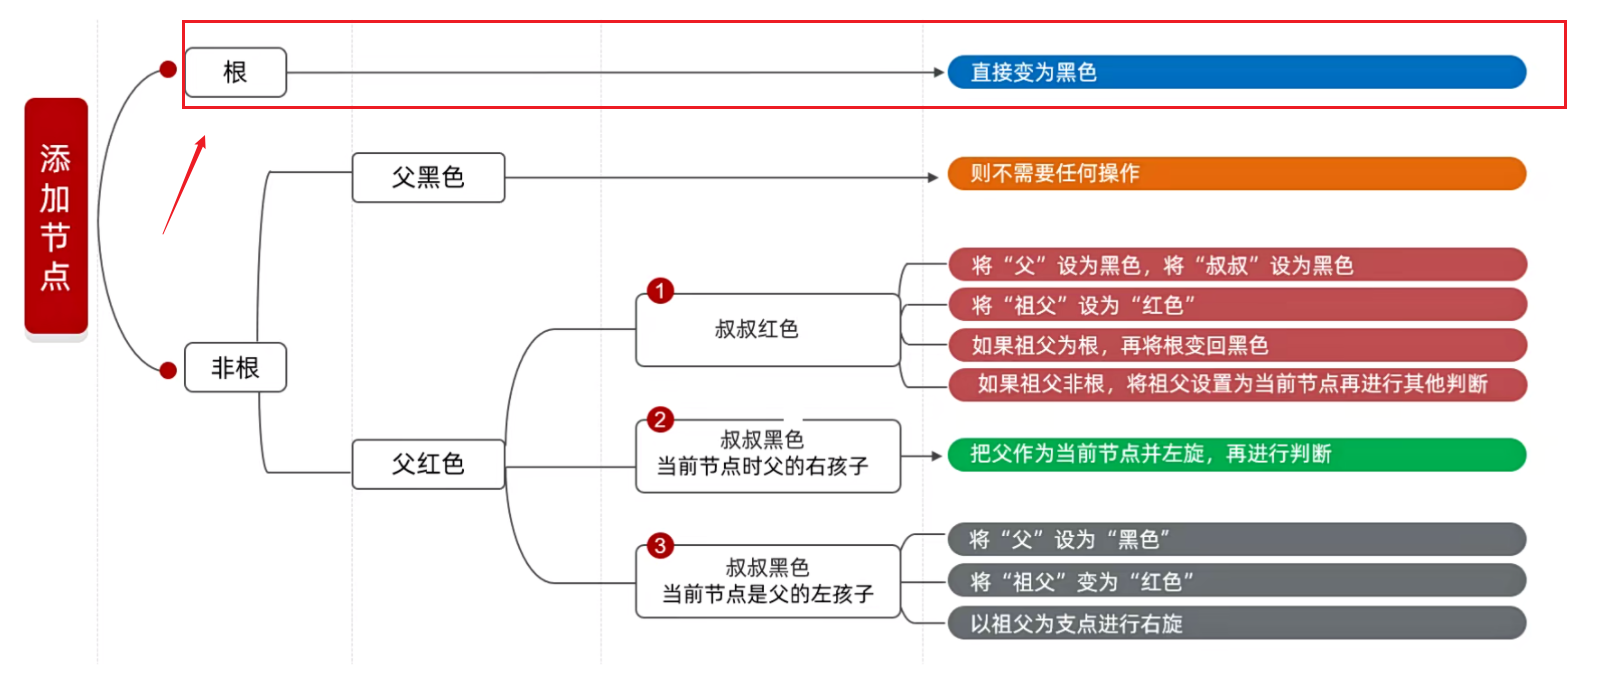 添加节点
根
直接变为黑色
父黑色
则不需要任何操作
非根
父红色
1
叔叔红色
将“父”设为黑色，将“叔叔”设为黑色
将“祖父”设为“红色”
如果祖父为根，再将根变回黑色
如果祖父非根，将祖父设置为当前节点再进行其他判断
2
叔叔黑色
当前节点时父的右孩子
把父作为当前节点并左旋，再进行判断
3
叔叔黑色
当前节点是父的左孩子
将“父”设为“黑色”
将“祖父”变为“红色”
以祖父为支点进行右旋